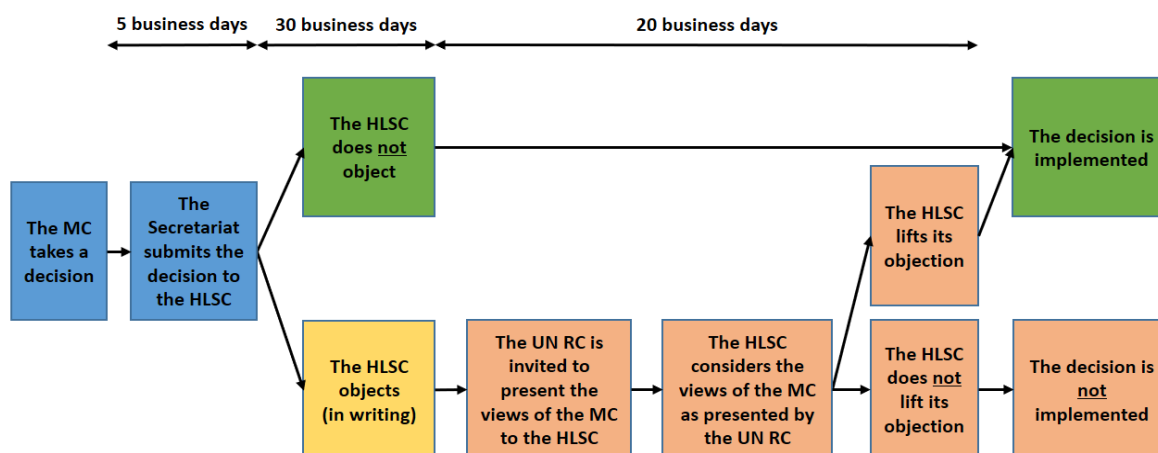 5 business days
30 business days
20 business days
The HLSC
does not
object
The decision is
implemented
The MC
takes a
decision
The
Secretariat
submits the
decision to
the HLSC
The HLSC
lifts its
objection
The HLSC
objects
(in writing)
The UN RC is
invited to
present the
views of the MC
to the HLSC
The HLSC
considers the
views of the MC
as presented by
the UN RC
The HLSC
does not
lift its
objection
The decision is
not
implemented